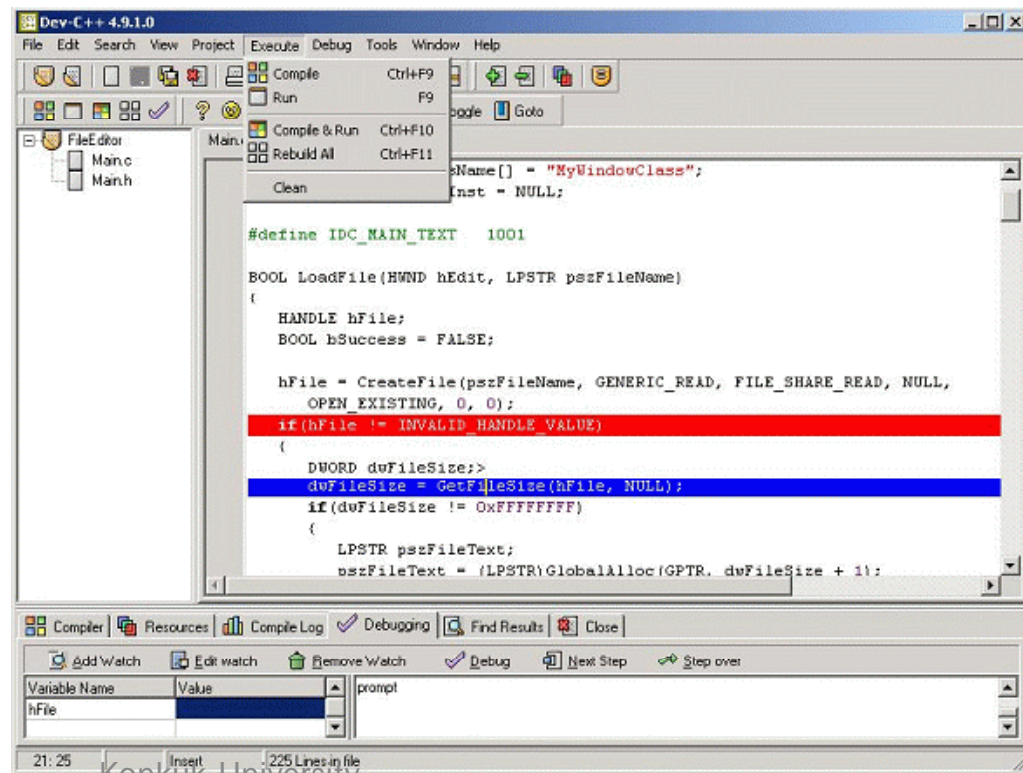 Dev-C++ 4.9.1.0
File Edit Search View Project Execute Debug Tools Window Help
Compile Ctrl+F9
Run F9
Compile & Run Ctrl+F10
Rebuild All Ctrl+F11
Clean
oggle Goto
FileEditor
Main.c
Main.h
Main.
sName[] = "MyWindowClass";
Inst = NULL;
#define IDC_MAIN_TEXT 1001
BOOL LoadFile(HWND hEdit, LPSTR pszFileName)
{
HANDLE hFile;
BOOL bSuccess = FALSE;
hFile = CreateFile(pszFileName, GENERIC_READ, FILE_SHARE_READ, NULL,
OPEN_EXISTING, 0, 0);
if(hFile != INVALID_HANDLE_VALUE)
{
DWORD dwFileSize;>
dwFileSize = GetFileSize(hFile, NULL);
if(dwFileSize != 0xFFFFFFFF)
{
LPSTR pszFileText;
pszFileText = (LPSTR)GlobalAlloc(GPTR, dwFileSize + 1);
Compiler Resources Compile Log Debugging Find Results Close
Add Watch Edit watch Remove Watch Debug Next Step Step over
Variable Name Value prompt
hFile
21: 25 Insert 225 Lines in file
Konkuk University